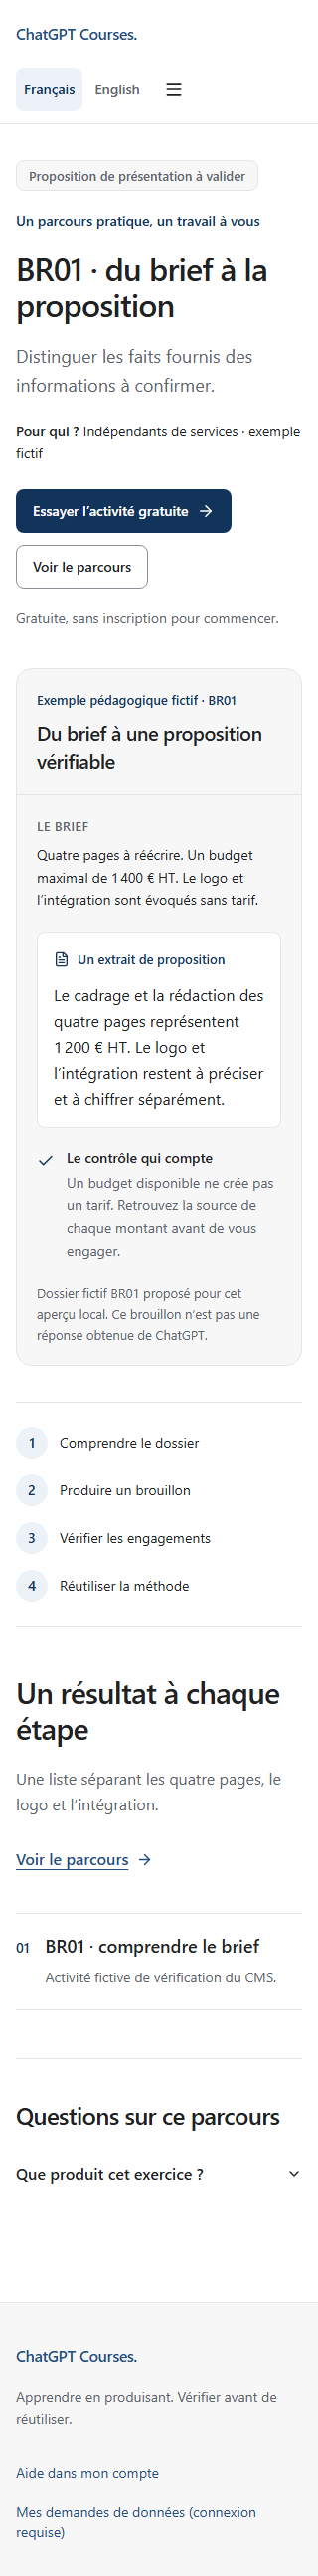 ChatGPT Courses.
Français English
Proposition de présentation à valider
Un parcours pratique, un travail à vous
BR01 · du brief à la
proposition
Distinguer les faits fournis des
informations à confirmer.
Pour qui ? Indépendants de services · exemple
fictif
Essayer l’activité gratuite →
Voir le parcours
Gratuite, sans inscription pour commencer.
Exemple pédagogique fictif · BR01
Du brief à une proposition
vérifiable
LE BRIEF
Quatre pages à réécrire. Un budget
maximal de 1 400 € HT. Le logo et
l’intégration sont évoqués sans tarif.
Un extrait de proposition
Le cadrage et la rédaction des
quatre pages représentent
1 200 € HT. Le logo et
l’intégration restent à préciser
et à chiffrer séparément.
Le contrôle qui compte
Un budget disponible ne crée pas
un tarif. Retrouvez la source de
chaque montant avant de vous
engager.
Dossier fictif BR01 proposé pour cet
aperçu local. Ce brouillon n’est pas une
réponse obtenue de ChatGPT.
1 Comprendre le dossier
2 Produire un brouillon
3 Vérifier les engagements
4 Réutiliser la méthode
Un résultat à chaque
étape
Une liste séparant les quatre pages, le
logo et l’intégration.
Voir le parcours →
01 BR01 · comprendre le brief
Activité fictive de vérification du CMS.
Questions sur ce parcours
Que produit cet exercice ?
ChatGPT Courses.
Apprendre en produisant. Vérifier avant de
réutiliser.
Aide dans mon compte
Mes demandes de données (connexion
requise)